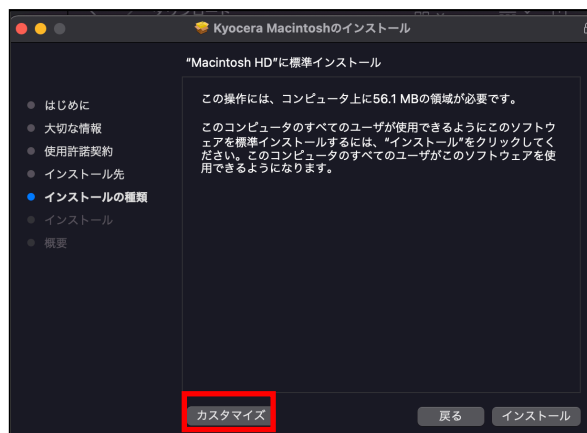 Kyocera Macintoshのインストール
“Macintosh HD”に標準インストール
はじめに
大切な情報
使用許諾契約
インストール先
インストールの種類
インストール
概要
この操作には、コンピュータ上に56.1 MBの領域が必要です。
このコンピュータのすべてのユーザが使用できるようにこのソフトウ
ェアを標準インストールするには、“インストール”をクリックしてく
ださい。このコンピュータのすべてのユーザがこのソフトウェアを使
用できるようになります。
カスタマイズ
戻る
インストール